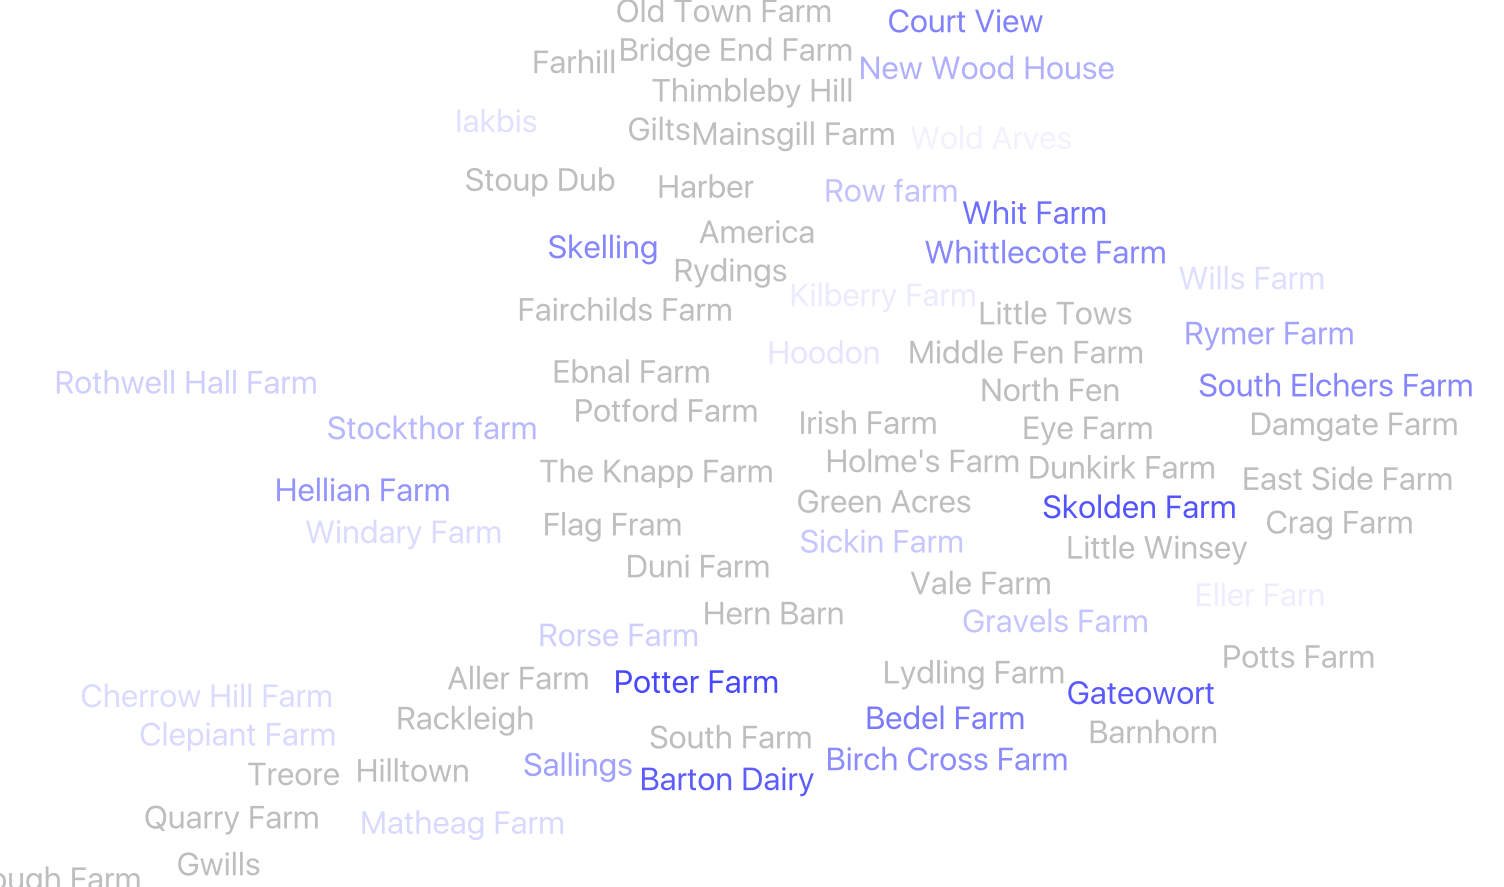 Old Town Farm
Court View
Bridge End Farm
Farhill
New Wood House
Thimbleby Hill
Iakbis
Gilts
Mainsgill Farm
Wold Arves
Stoup Dub
Harber
Row farm
Whit Farm
America
Skelling
Whittlecote Farm
Rydings
Wills Farm
Kilberry Farm
Fairchilds Farm
Little Tows
Rymer Farm
Hoodon
Middle Fen Farm
Ebnal Farm
Rothwell Hall Farm
North Fen
South Elchers Farm
Potford Farm
Irish Farm
Stockthor farm
Eye Farm
Damgate Farm
Holme's Farm
The Knapp Farm
Dunkirk Farm
East Side Farm
Hellian Farm
Green Acres
Skolden Farm
Windary Farm
Flag Fram
Crag Farm
Sickin Farm
Little Winsey
Duni Farm
Vale Farm
Eller Farn
Hern Barn
Gravels Farm
Rorse Farm
Potts Farm
Lydling Farm
Aller Farm
Potter Farm
Cherrow Hill Farm
Gateowort
Rackleigh
Bedel Farm
Clepiant Farm
South Farm
Barnhorn
Treore
Hilltown
Sallings
Birch Cross Farm
Barton Dairy
Quarry Farm
Matheag Farm
Gwills
ough Farm